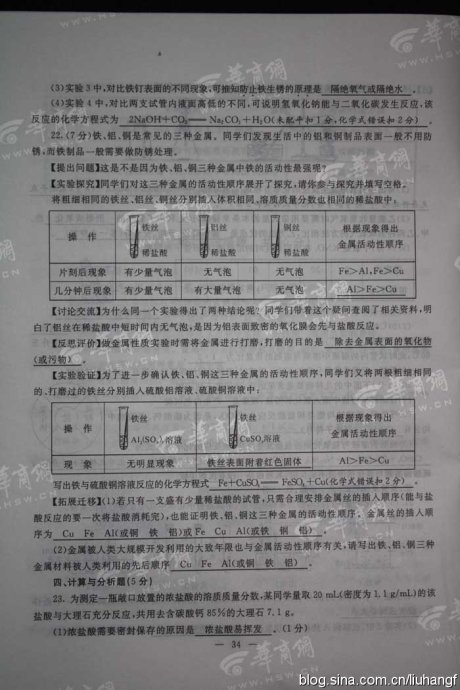 (3)实验3中,对比铁钉表面的不同现象,可推知防止铁生锈的原理是 隔绝氧气或隔绝水 。
(4)实验4中,对比两支试管内液面高低的不同,可说明氢氧化钠能与二氧化碳发生反应,该
反应的化学方程式为 2NaOH+CO₂══Na₂CO₃+H₂O(未配平扣1分,化学式错误扣2分) 。
22.(7分)铁、铝、铜是常见的三种金属。同学们发现生活中的铝和铜制品表面一般不用防
锈,而铁制品一般需要做防锈处理。
【提出问题】这是不是因为铁、铝、铜三种金属中铁的活动性最强呢?
【实验探究】同学们对这三种金属的活动性顺序展开了探究,请你参与探究并填写空格。
将粗细相同的铁丝、铝丝、铜丝分别插入体积相同、溶质质量分数也相同的稀盐酸中:
操作 铁丝 稀盐酸 铝丝 稀盐酸 铜丝 稀盐酸 根据现象得出金属活动性顺序
片刻后现象 有少量气泡 无气泡 无气泡 Fe>Al,Fe>Cu
几分钟后现象 有少量气泡 有大量气泡 无气泡 Al>Fe>Cu
【讨论交流】为什么同一个实验得出了两种结论呢?同学们带着这个疑问查阅了相关资料,明
白了铝丝在稀盐酸中短时间内无气泡,是因为铝表面致密的氧化膜会先与盐酸反应。
【反思评价】做金属性质实验时需将金属进行打磨,打磨的目的是 除去金属表面的氧化物
(或污物) 。
【实验验证】为了进一步确认铁、铝、铜这三种金属的活动性顺序,同学们又将两根粗细相同
的、打磨过的铁丝分别插入硫酸铝溶液、硫酸铜溶液中:
操作 铁丝 Al₂(SO₄)₃溶液 铁丝 CuSO₄溶液 根据现象得出金属活动性顺序
现象 无明显现象 铁丝表面附着红色固体 Al>Fe>Cu
写出铁与硫酸铜溶液反应的化学方程式 Fe+CuSO₄══FeSO₄+Cu(化学式错误扣2分) 。
【拓展迁移】(1)若只有一支盛有少量稀盐酸的试管,只需合理安排金属丝的插入顺序(能与盐
酸反应的要一次将盐酸消耗完),也能证明铁、铝、铜这三种金属的活动性顺序。金属丝的插入顺
序为 Cu Fe Al(或铜 铁 铝)或Fe Cu Al(或铁 铜 铝) 。
(2)金属被人类大规模开发利用的大致年限也与金属活动性顺序有关,请写出铁、铝、铜三种
金属材料被人类利用的先后顺序 Cu Fe Al(或铜 铁 铝) 。
四、计算与分析题(5分)
23. 为测定一瓶敞口放置的浓盐酸的溶质质量分数,某同学量取20 mL(密度为1.1 g/mL)的该
盐酸与大理石充分反应,共用去含碳酸钙85%的大理石7.1 g。
(1)浓盐酸需要密封保存的原因是 浓盐酸易挥发 。(1分)
— 34 —
华商网
HSW.CN
blog.sina.com.cn/liuhangf